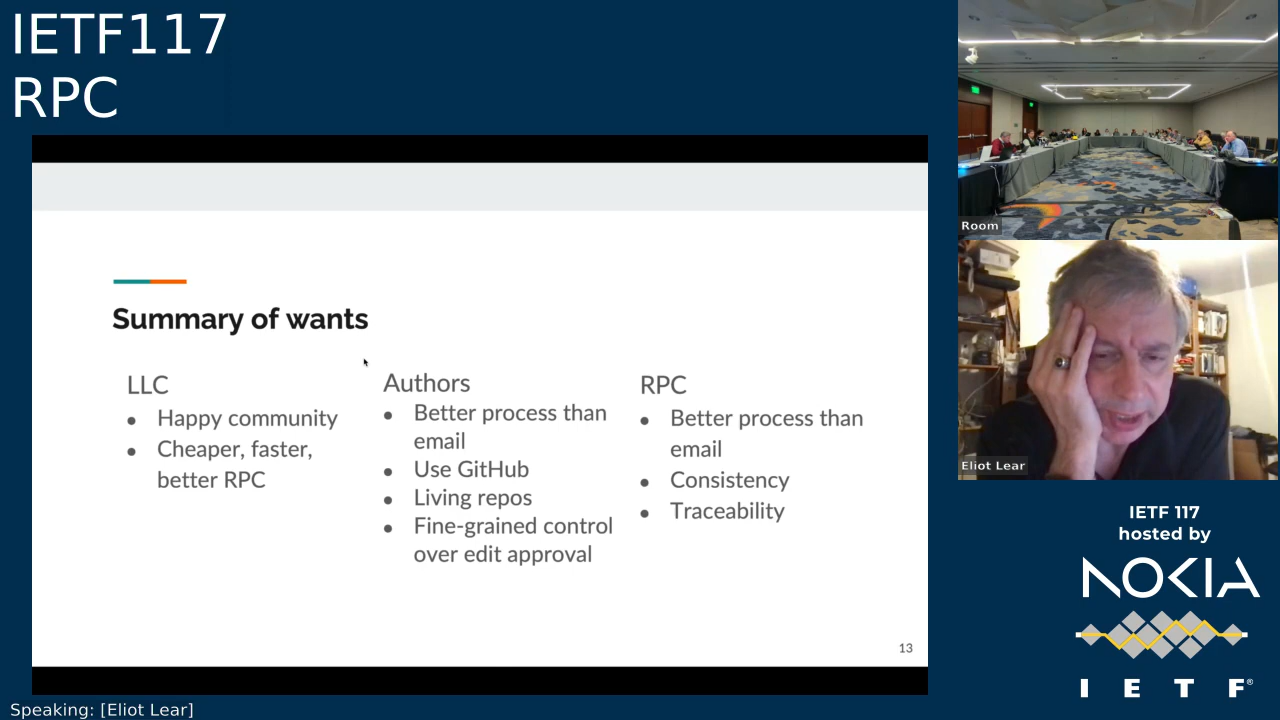 IETF117
RPC
Summary of wants
LLC
• Happy community
• Cheaper, faster,
better RPC
Authors
• Better process than
email
• Use GitHub
• Living repos
• Fine-grained control
over edit approval
RPC
• Better process than
email
• Consistency
• Traceability
13
Room
Eliot Lear
IETF 117
hosted by
NOKIA
I E T F®
Speaking: [Eliot Lear]